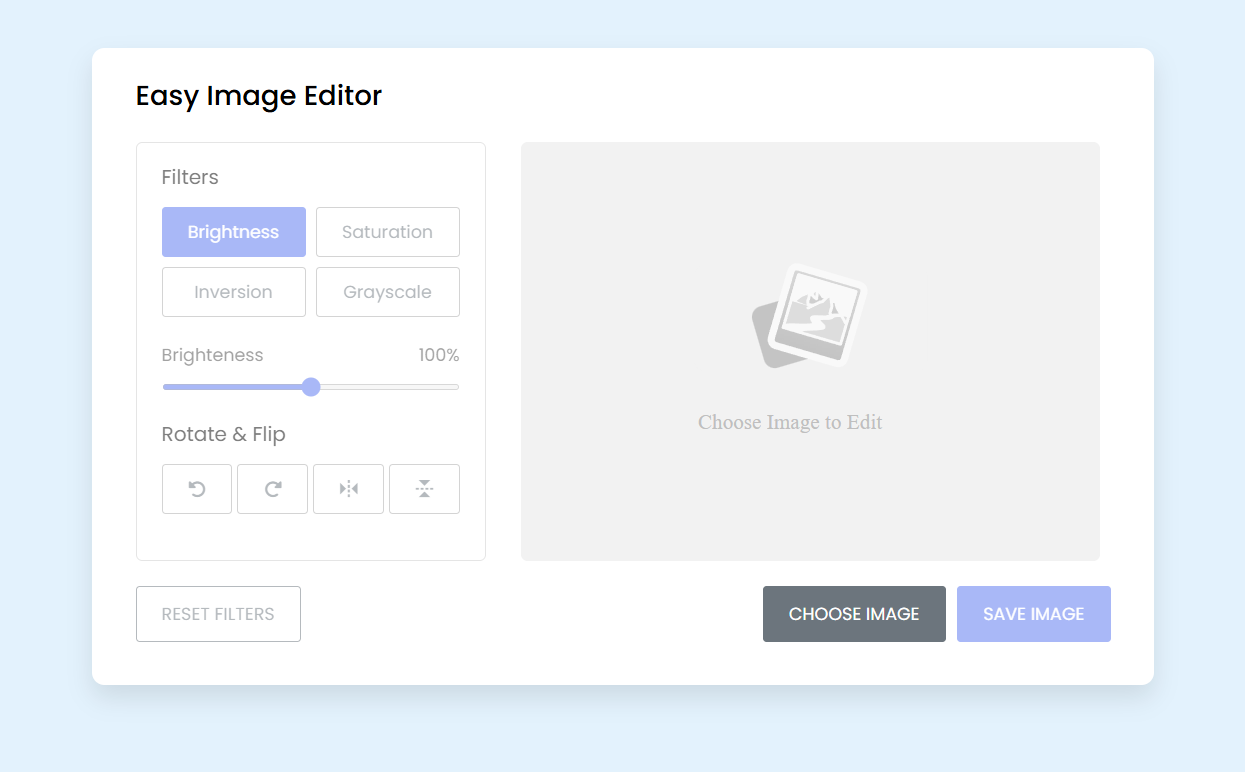 Easy Image Editor
Filters
Brightness
Saturation
Inversion
Grayscale
Brighteness 100%
Rotate & Flip
Choose Image to Edit
RESET FILTERS
CHOOSE IMAGE
SAVE IMAGE